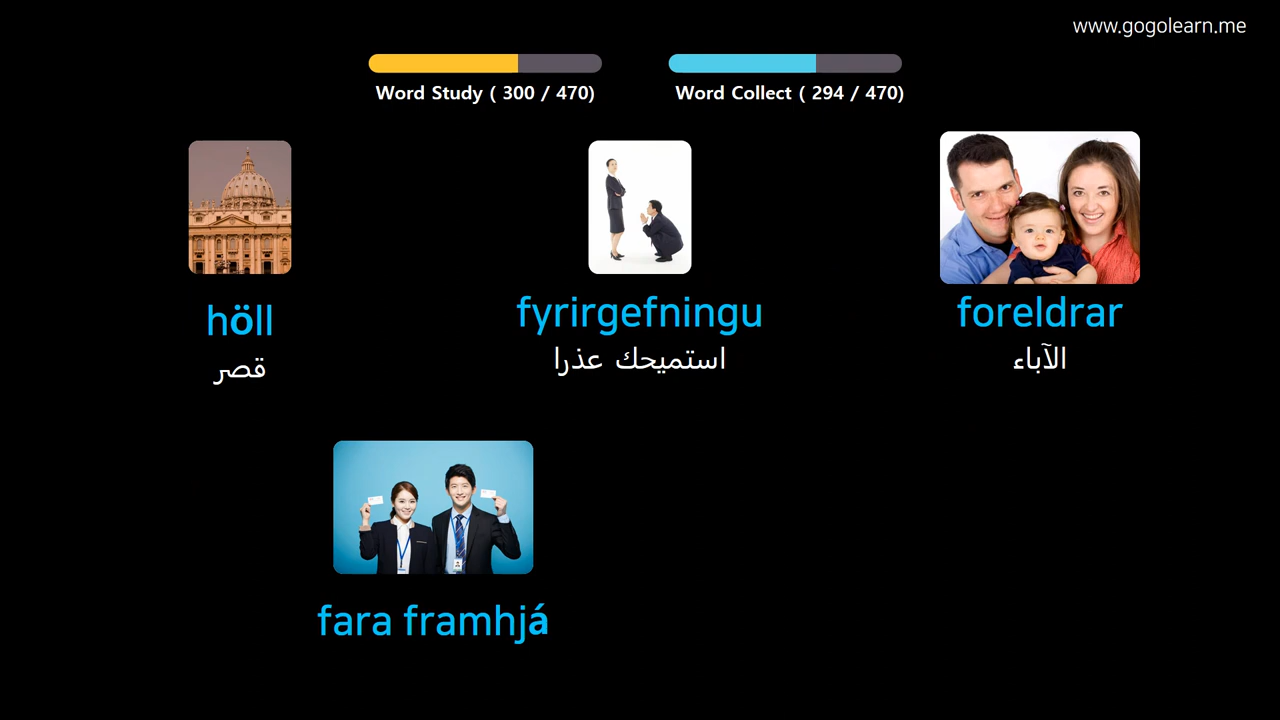 www.gogolearn.me
Word Study ( 300 / 470)
Word Collect ( 294 / 470)
höll
قصر
fyrirgefningu
استميحك عذرا
foreldrar
الآباء
fara framhjá